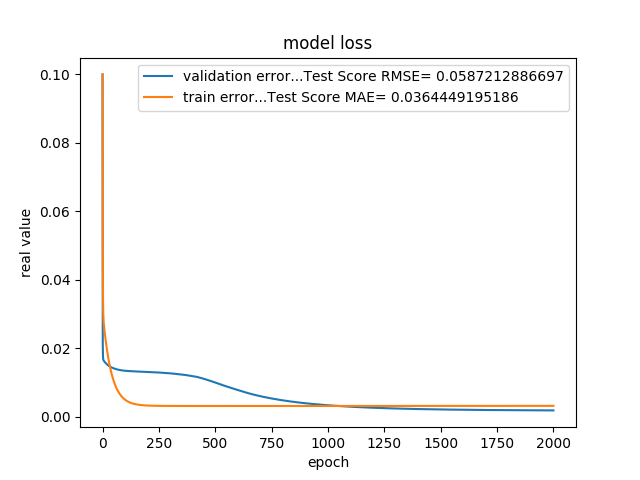 model loss
validation error...Test Score RMSE= 0.0587212886697
train error...Test Score MAE= 0.0364449195186
0.10
0.08
0.06
0.04
0.02
0.00
real value
0 250 500 750 1000 1250 1500 1750 2000
epoch